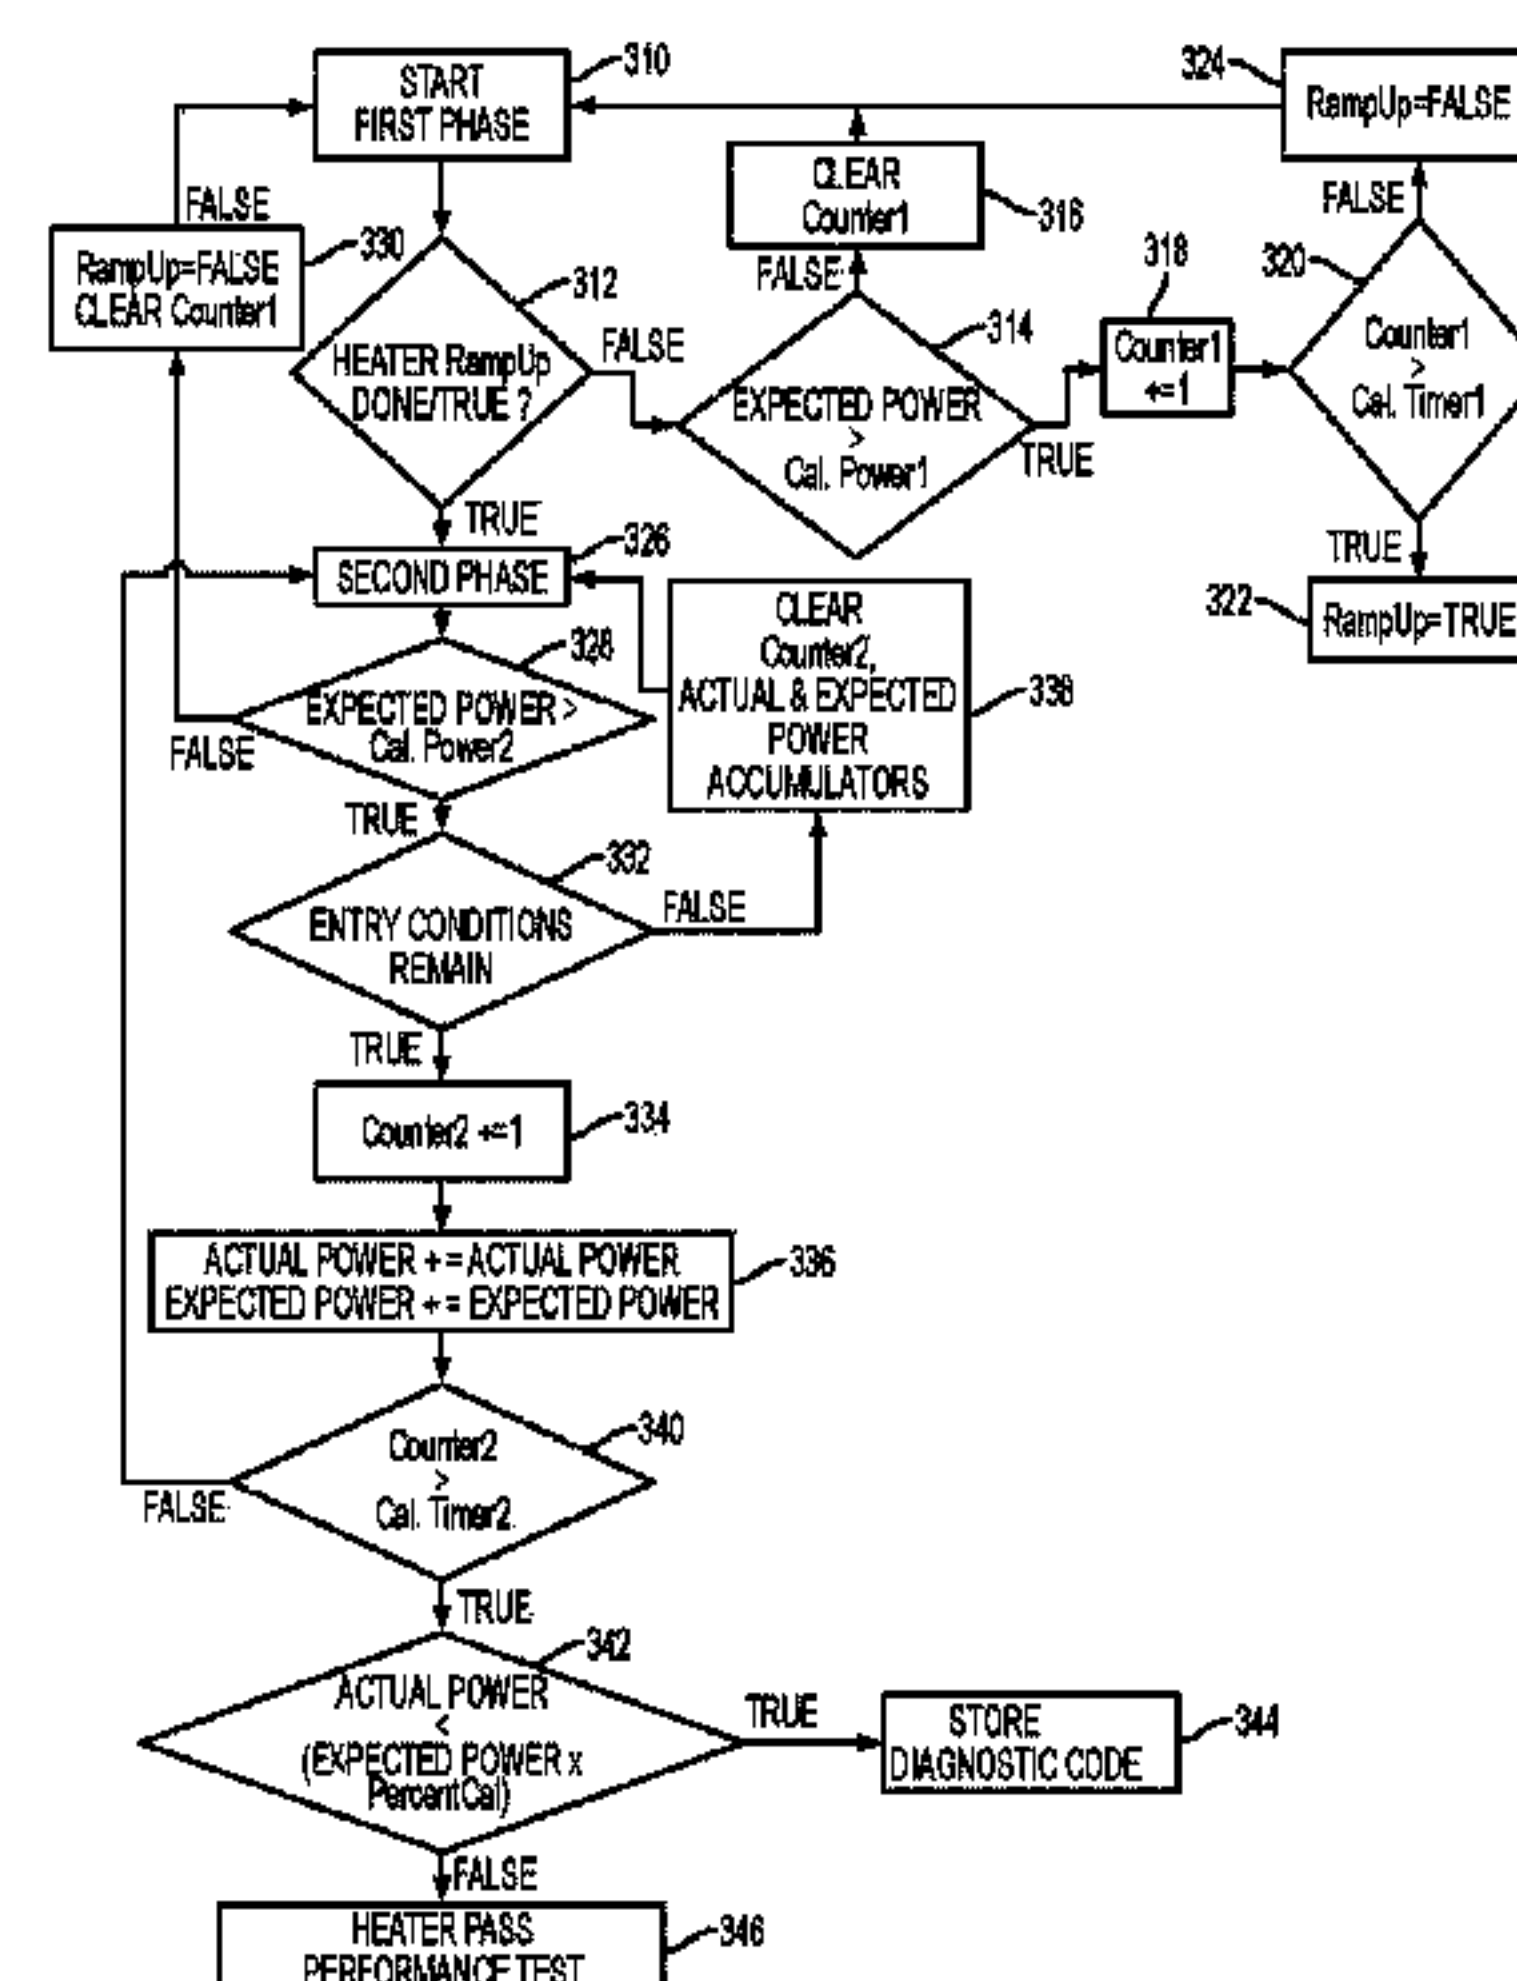 START
FIRST PHASE
310
324
RampUp=FALSE
FALSE
CLEAR
Counter1
316
FALSE
RampUp=FALSE
CLEAR Counter1
330
312
HEATER RampUp
DONE/TRUE ?
FALSE
FALSE
314
EXPECTED POWER
>
Cal. Power1
TRUE
318
Counter1
+=1
320
Counter1
>
Cal. Timer1
TRUE
322
RampUp=TRUE
TRUE
326
SECOND PHASE
328
EXPECTED POWER >
Cal. Power2
FALSE
CLEAR
Counter2,
ACTUAL & EXPECTED
POWER
ACCUMULATORS
338
TRUE
332
ENTRY CONDITIONS
REMAIN
FALSE
TRUE
Counter2 +=1
334
ACTUAL POWER += ACTUAL POWER
EXPECTED POWER += EXPECTED POWER
336
340
Counter2
>
Cal. Timer2
FALSE
TRUE
342
ACTUAL POWER
<
(EXPECTED POWER x
PercentCal)
TRUE
STORE
DIAGNOSTIC CODE
344
FALSE
HEATER PASS
PERFORMANCE TEST
346